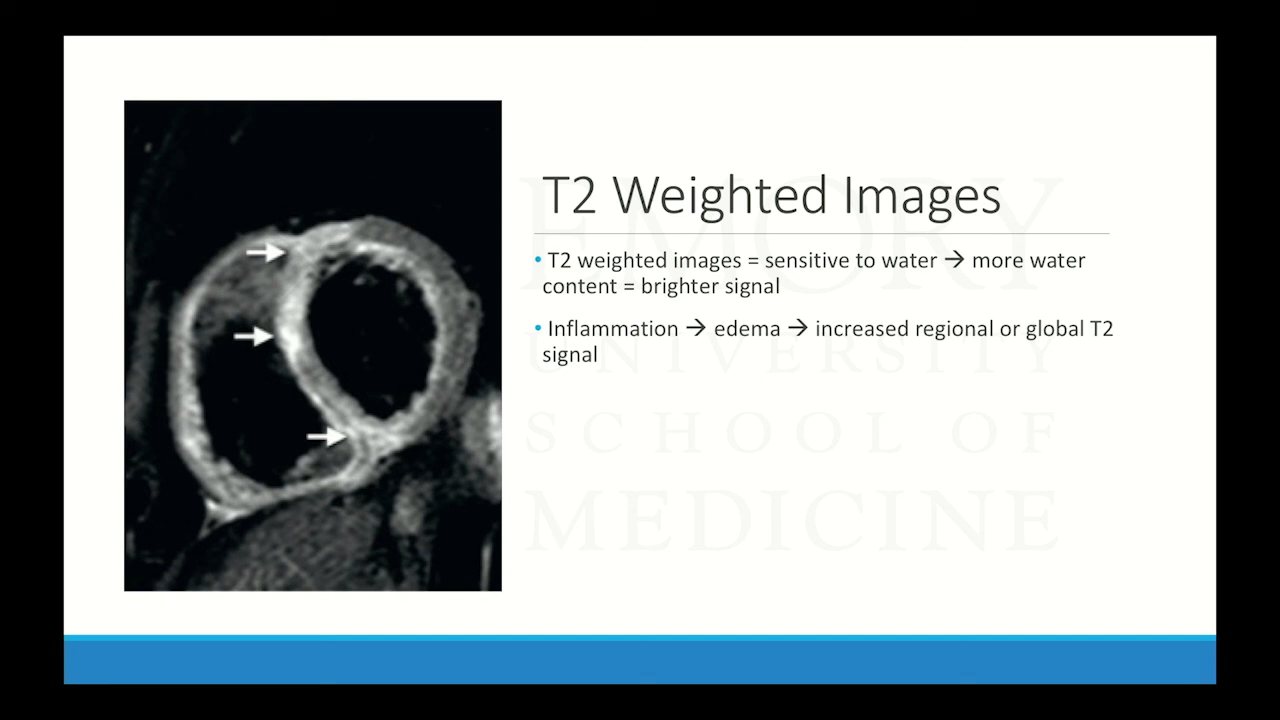 T2 Weighted Images
• T2 weighted images = sensitive to water → more water
content = brighter signal
• Inflammation → edema → increased regional or global T2
signal
EMORY
UNIVERSITY
SCHOOL OF
MEDICINE